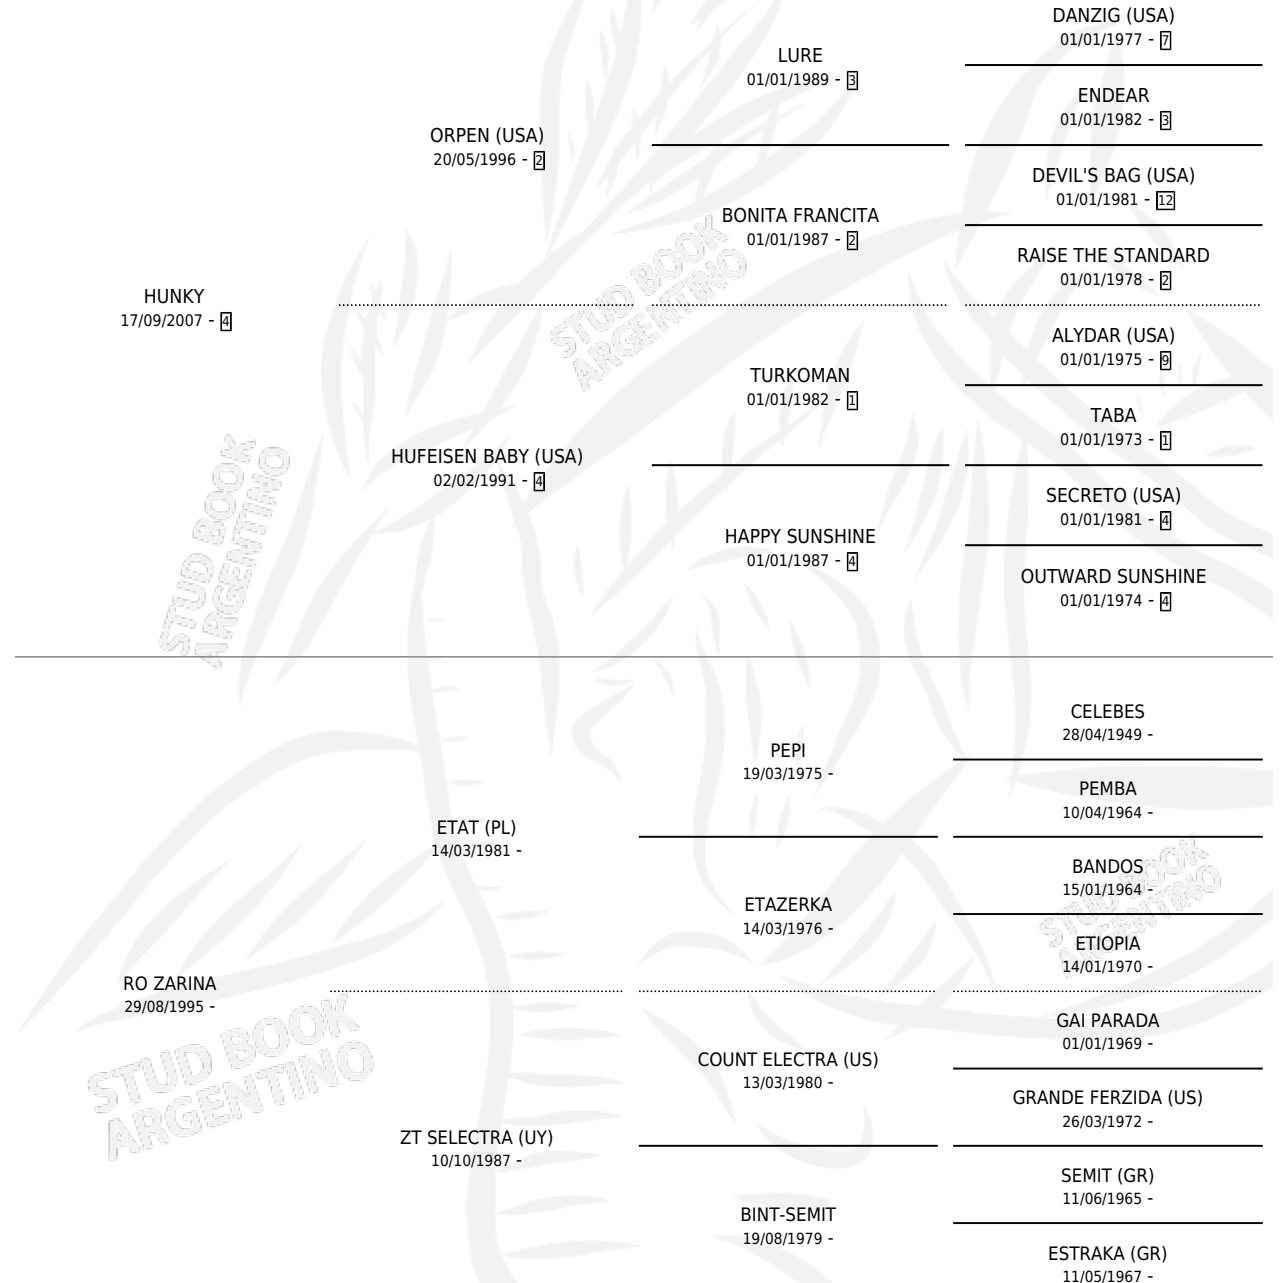 DANZIG (USA)
01/01/1977 - 7
LURE
01/01/1989 - 3
ENDEAR
01/01/1982 - 3
ORPEN (USA)
20/05/1996 - 2
DEVIL'S BAG (USA)
01/01/1981 - 12
BONITA FRANCITA
01/01/1987 - 2
RAISE THE STANDARD
01/01/1978 - 2
HUNKY
17/09/2007 - 4
ALYDAR (USA)
01/01/1975 - 9
TURKOMAN
01/01/1982 - 1
TABA
01/01/1973 - 1
HUFEISEN BABY (USA)
02/02/1991 - 4
SECRETO (USA)
01/01/1981 - 4
HAPPY SUNSHINE
01/01/1987 - 4
OUTWARD SUNSHINE
01/01/1974 - 4
STUD BOOK
ARGENTINO
STUD BOOK
ARGENTINO
CELEBES
28/04/1949 -
PEPI
19/03/1975 -
PEMBA
10/04/1964 -
ETAT (PL)
14/03/1981 -
BANDOS
15/01/1964 -
ETAZERKA
14/03/1976 -
ETIOPIA
14/01/1970 -
RO ZARINA
29/08/1995 -
GAI PARADA
01/01/1969 -
COUNT ELECTRA (US)
13/03/1980 -
GRANDE FERZIDA (US)
26/03/1972 -
ZT SELECTRA (UY)
10/10/1987 -
SEMIT (GR)
11/06/1965 -
BINT-SEMIT
19/08/1979 -
ESTRAKA (GR)
11/05/1967 -
STUD BOOK
ARGENTINO
STUD BOOK
ARGENTINO